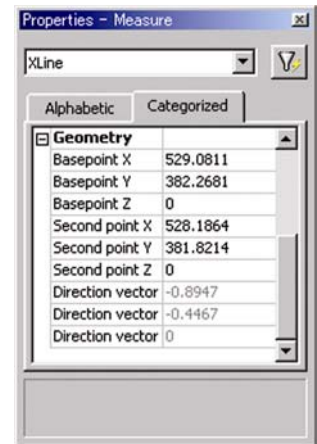 Properties - Measure
XLine
Alphabetic Categorized
Geometry
Basepoint X 529.0811
Basepoint Y 382.2681
Basepoint Z 0
Second point X 528.1864
Second point Y 381.8214
Second point Z 0
Direction vector -0.8947
Direction vector -0.4467
Direction vector 0